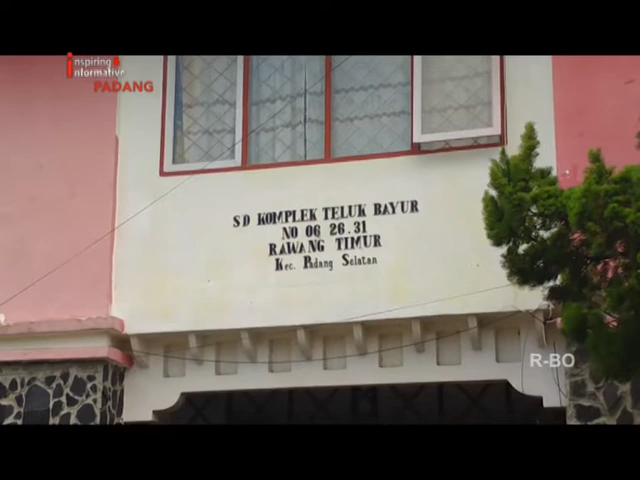 inspiring &
informative
PADANG
SD KOMPLEK TELUK BAYUR
NO 06 26.31
RAWANG TIMUR
Kec. Padang Selatan
R-BO